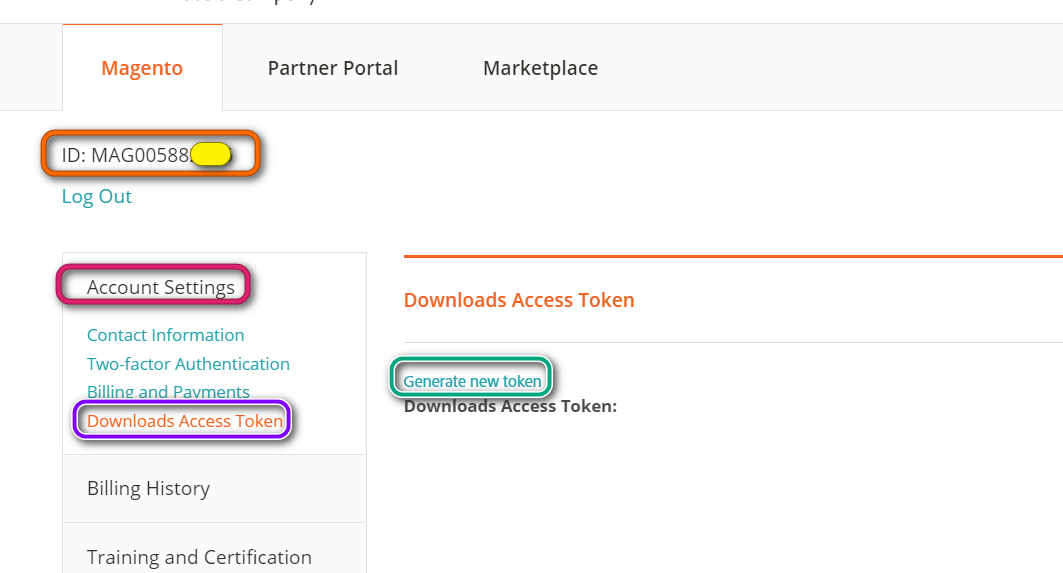 Magento Partner Portal Marketplace
ID: MAG00588
Log Out
Account Settings
Contact Information
Two-factor Authentication
Billing and Payments
Downloads Access Token
Billing History
Training and Certification
Downloads Access Token
Generate new token
Downloads Access Token: